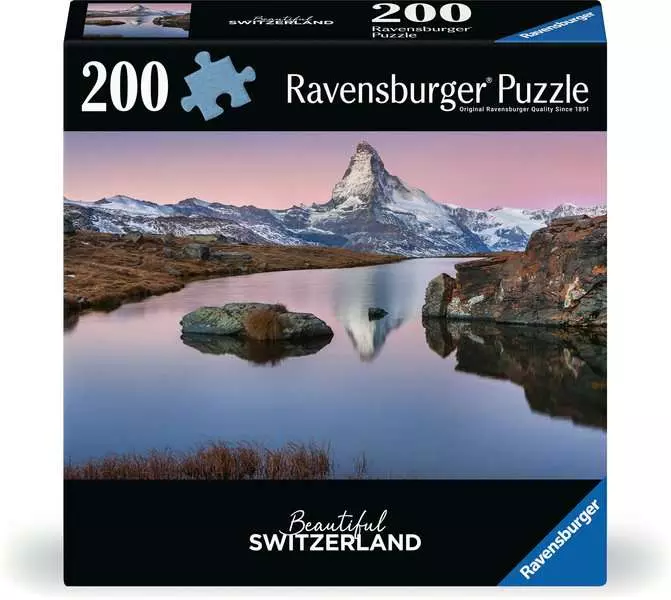 Beautiful
SWITZERLAND
200
Ravensburger
Puzzle
Ravensburger
200
Ravensburger® Puzzle
Original Ravensburger Quality Since 1891
Beautiful
SWITZERLAND
Ravensburger